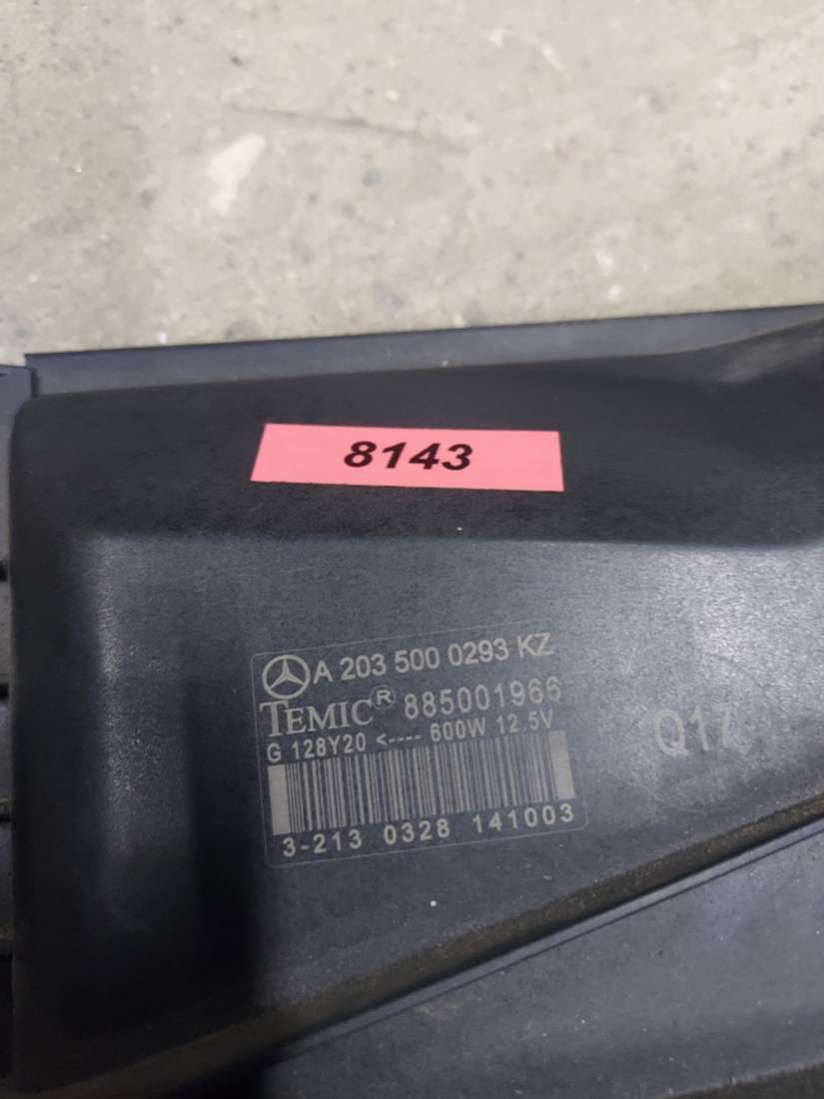 8143
A 203 500 0293 KZ
TEMIC® 885001966
G 128Y20 <---- 600W 12.5V
3-213 0328 141003